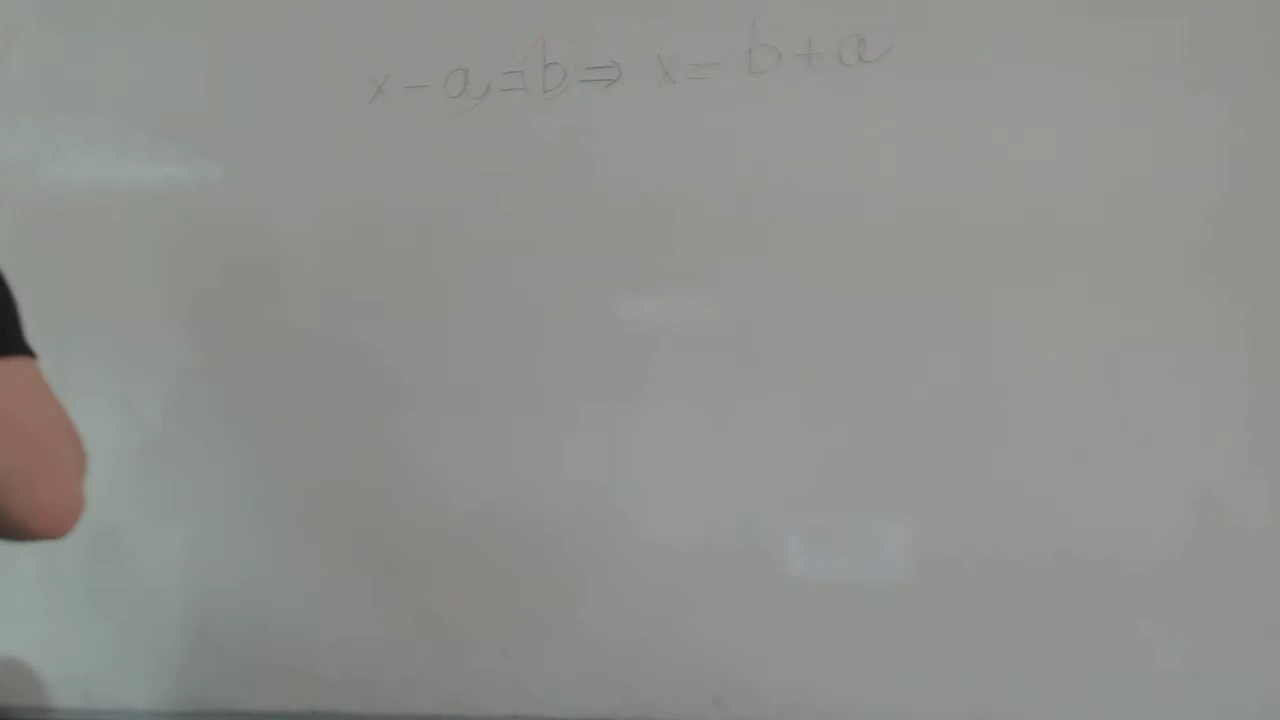 x - a = b ⇒ x = b + a